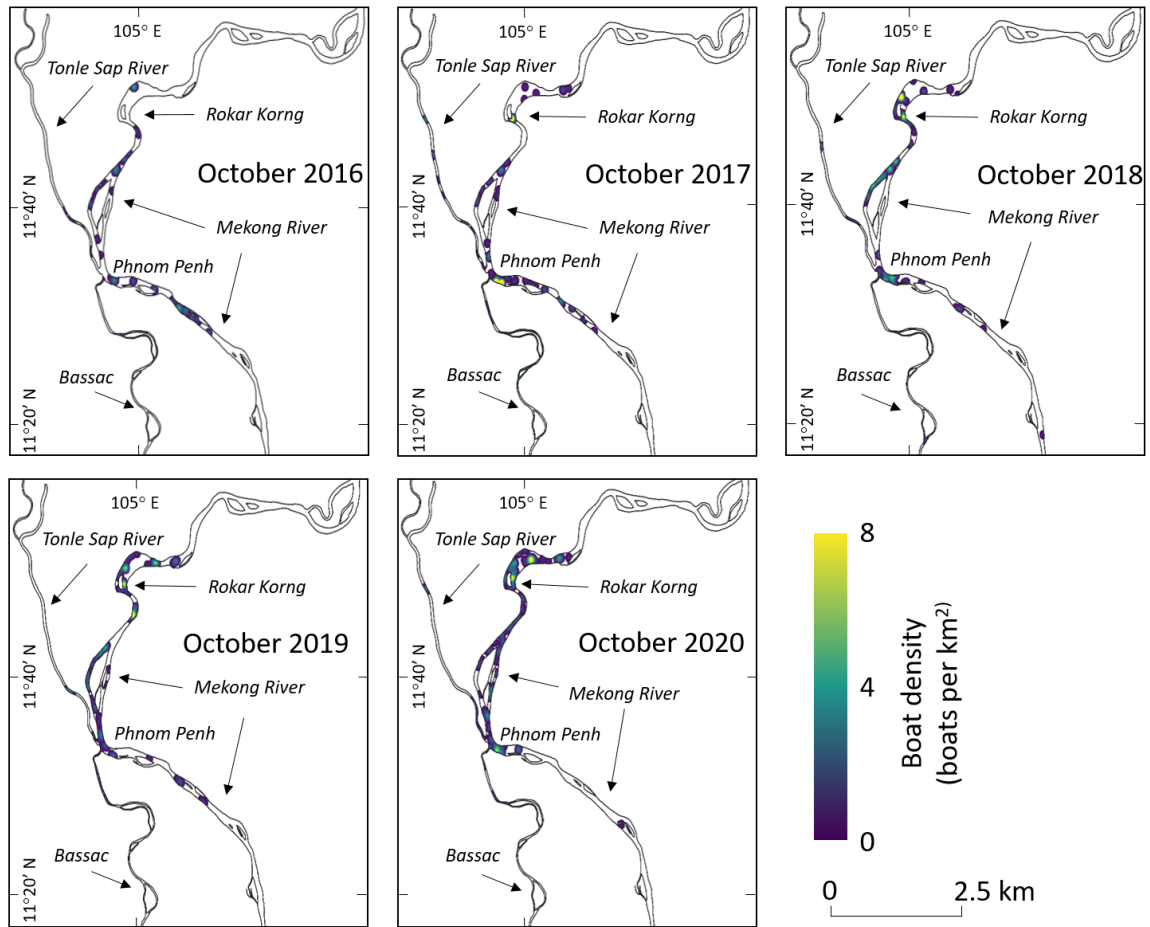 105° E
Tonle Sap River
Rokar Korng
October 2016
11°40′ N
Mekong River
Phnom Penh
Bassac
11°20′ N
105° E
Tonle Sap River
Rokar Korng
October 2017
11°40′ N
Mekong River
Phnom Penh
Bassac
11°20′ N
105° E
Tonle Sap River
Rokar Korng
October 2018
11°40′ N
Mekong River
Phnom Penh
Bassac
11°20′ N
105° E
Tonle Sap River
Rokar Korng
October 2019
11°40′ N
Mekong River
Phnom Penh
Bassac
11°20′ N
105° E
Tonle Sap River
Rokar Korng
October 2020
11°40′ N
Mekong River
Phnom Penh
Bassac
11°20′ N
8
4
0
Boat density
(boats per km²)
0 2.5 km